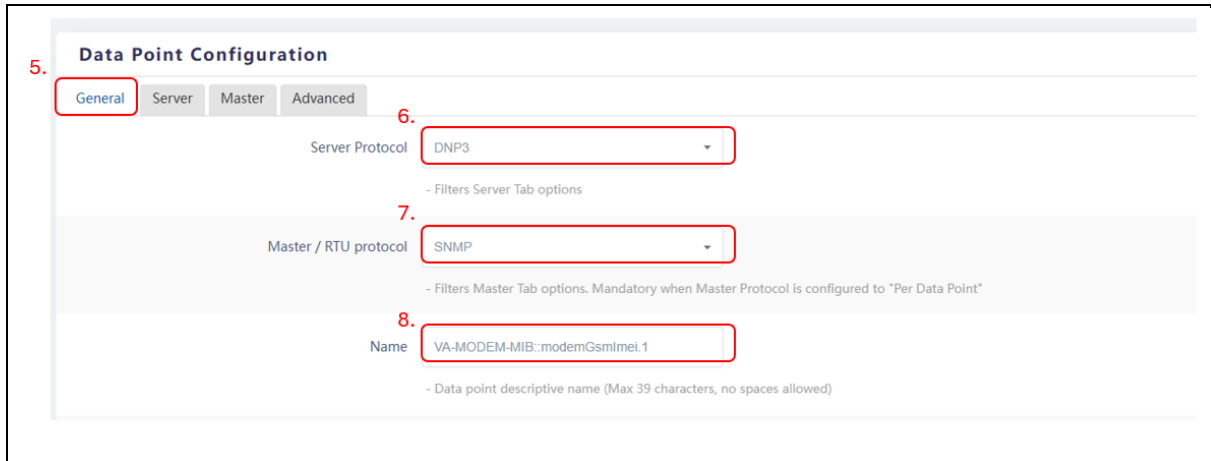 Data Point Configuration
5.
General Server Master Advanced
6.
Server Protocol DNP3
- Filters Server Tab options
7.
Master / RTU protocol SNMP
- Filters Master Tab options. Mandatory when Master Protocol is configured to "Per Data Point"
8.
Name VA-MODEM-MIB::modemGsmImei.1
- Data point descriptive name (Max 39 characters, no spaces allowed)